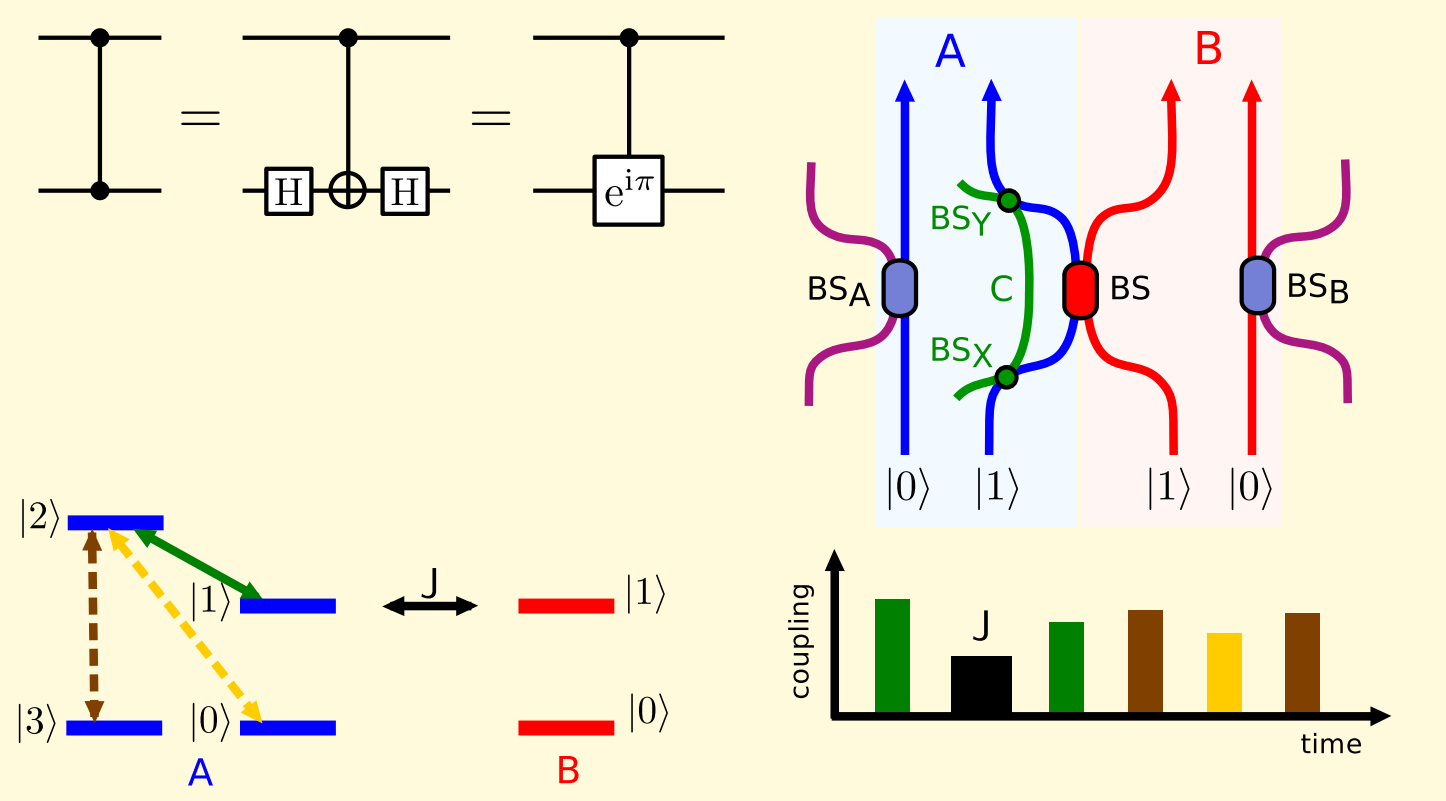 = =
H H e^{iπ}
A B
BS_Y
BS_A C BS BS_B
BS_X
|0⟩ |1⟩ |1⟩ |0⟩
|2⟩
|1⟩ J |1⟩
|3⟩ |0⟩ |0⟩
A B
coupling
J
time